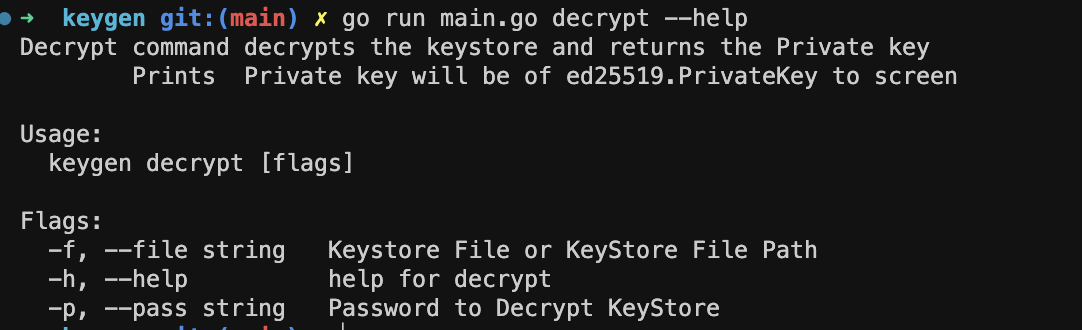 ➜ keygen git:(main) ✗ go run main.go decrypt --help
Decrypt command decrypts the keystore and returns the Private key
Prints  Private key will be of ed25519.PrivateKey to screen
Usage:
keygen decrypt [flags]
Flags:
-f, --file string   Keystore File or KeyStore File Path
-h, --help          help for decrypt
-p, --pass string   Password to Decrypt KeyStore